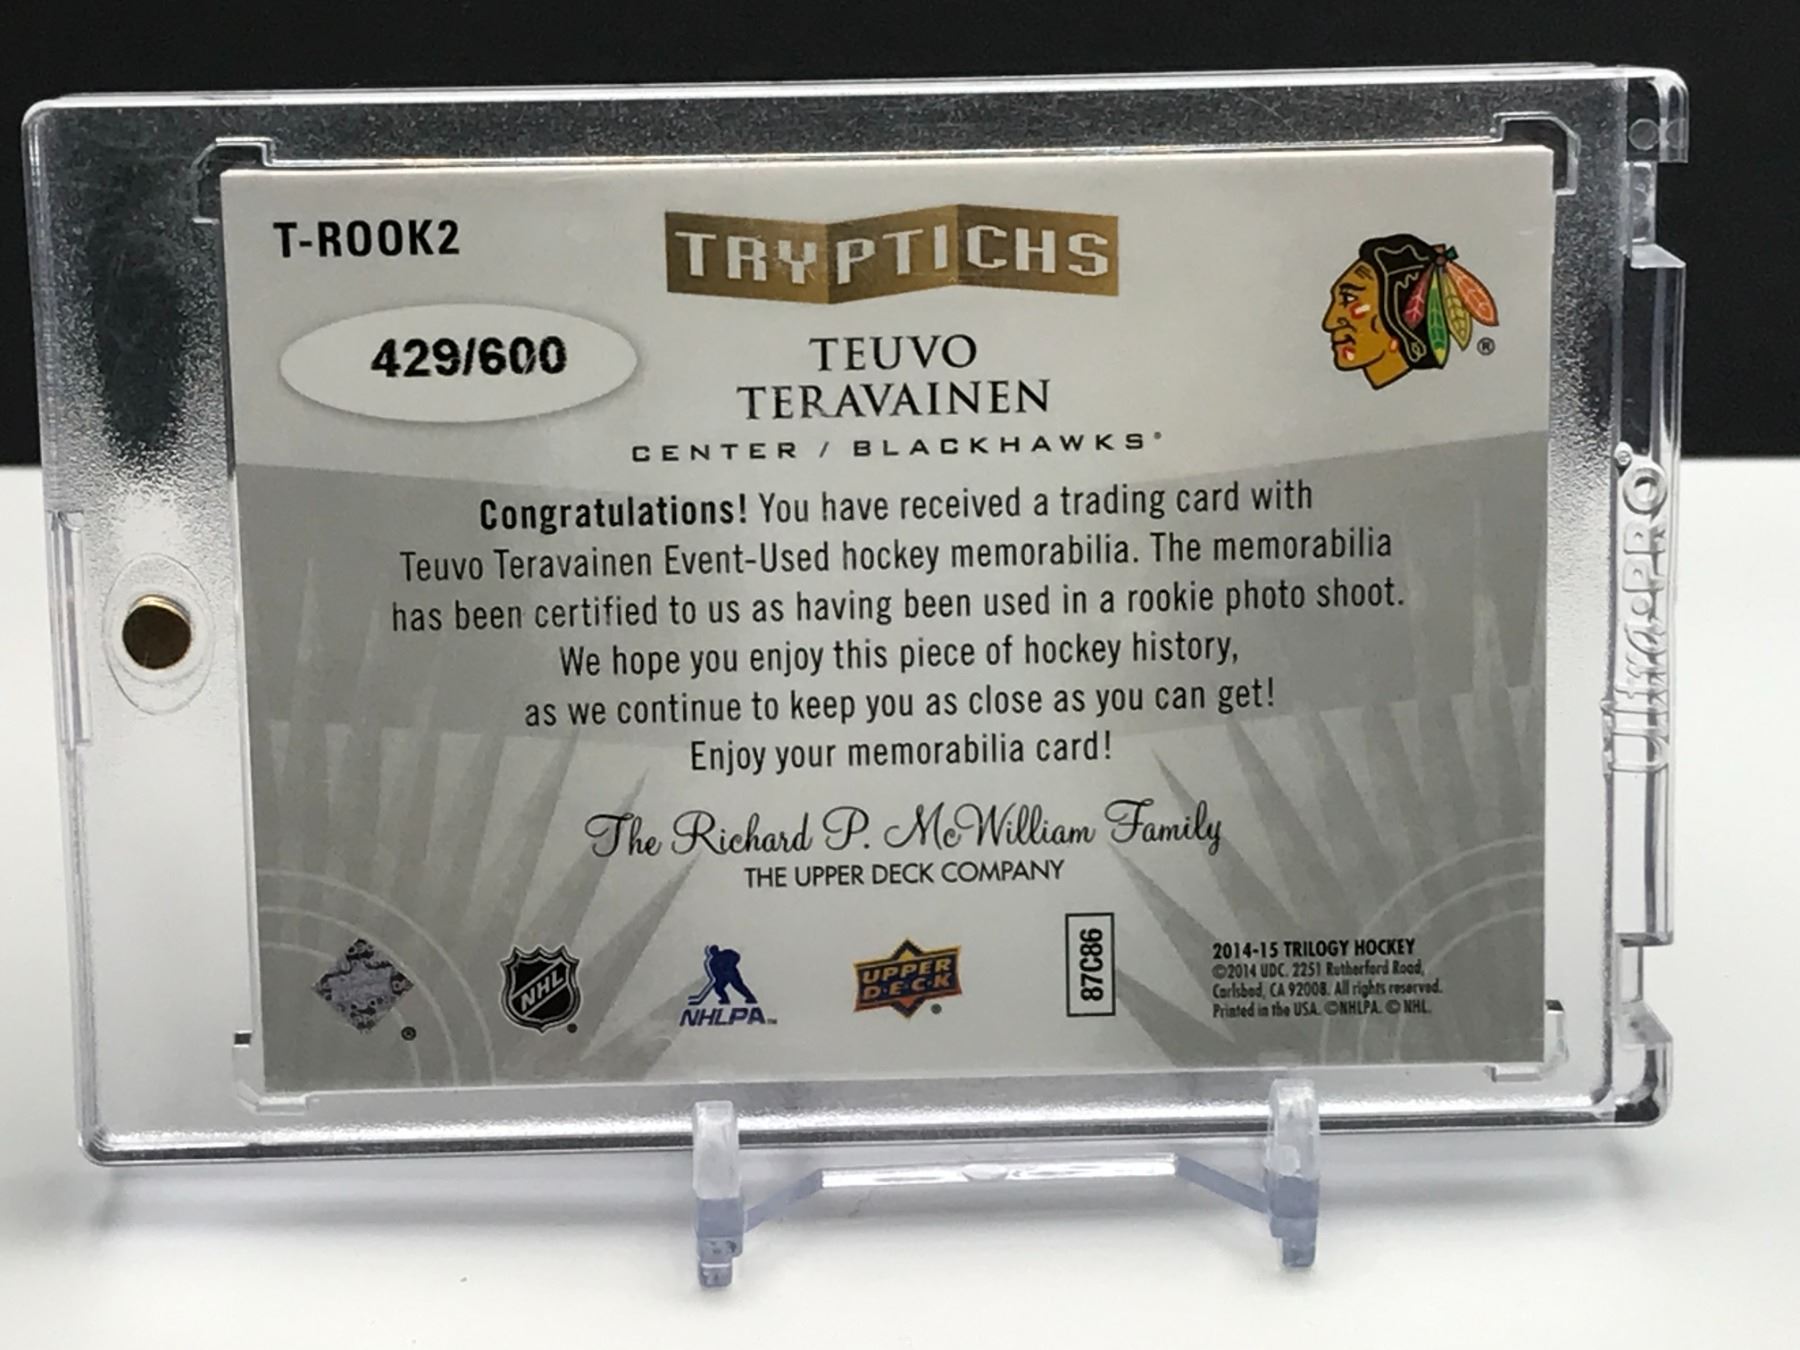 T-ROOK2
TRYPTICHS
429/600
TEUVO
TERAVAINEN
CENTER / BLACKHAWKS®
®
Congratulations! You have received a trading card with
Teuvo Teravainen Event-Used hockey memorabilia. The memorabilia
has been certified to us as having been used in a rookie photo shoot.
We hope you enjoy this piece of hockey history,
as we continue to keep you as close as you can get!
Enjoy your memorabilia card!
The Richard P. McWilliam Family
THE UPPER DECK COMPANY
®
NHL
NHLPA™
UPPER
D·E·C·K
87C86
2014-15 TRILOGY HOCKEY
©2014 UDC. 2251 Rutherford Road,
Carlsbad, CA 92008. All rights reserved.
Printed in the USA. ©NHLPA. © NHL.
Ultra·PRO®